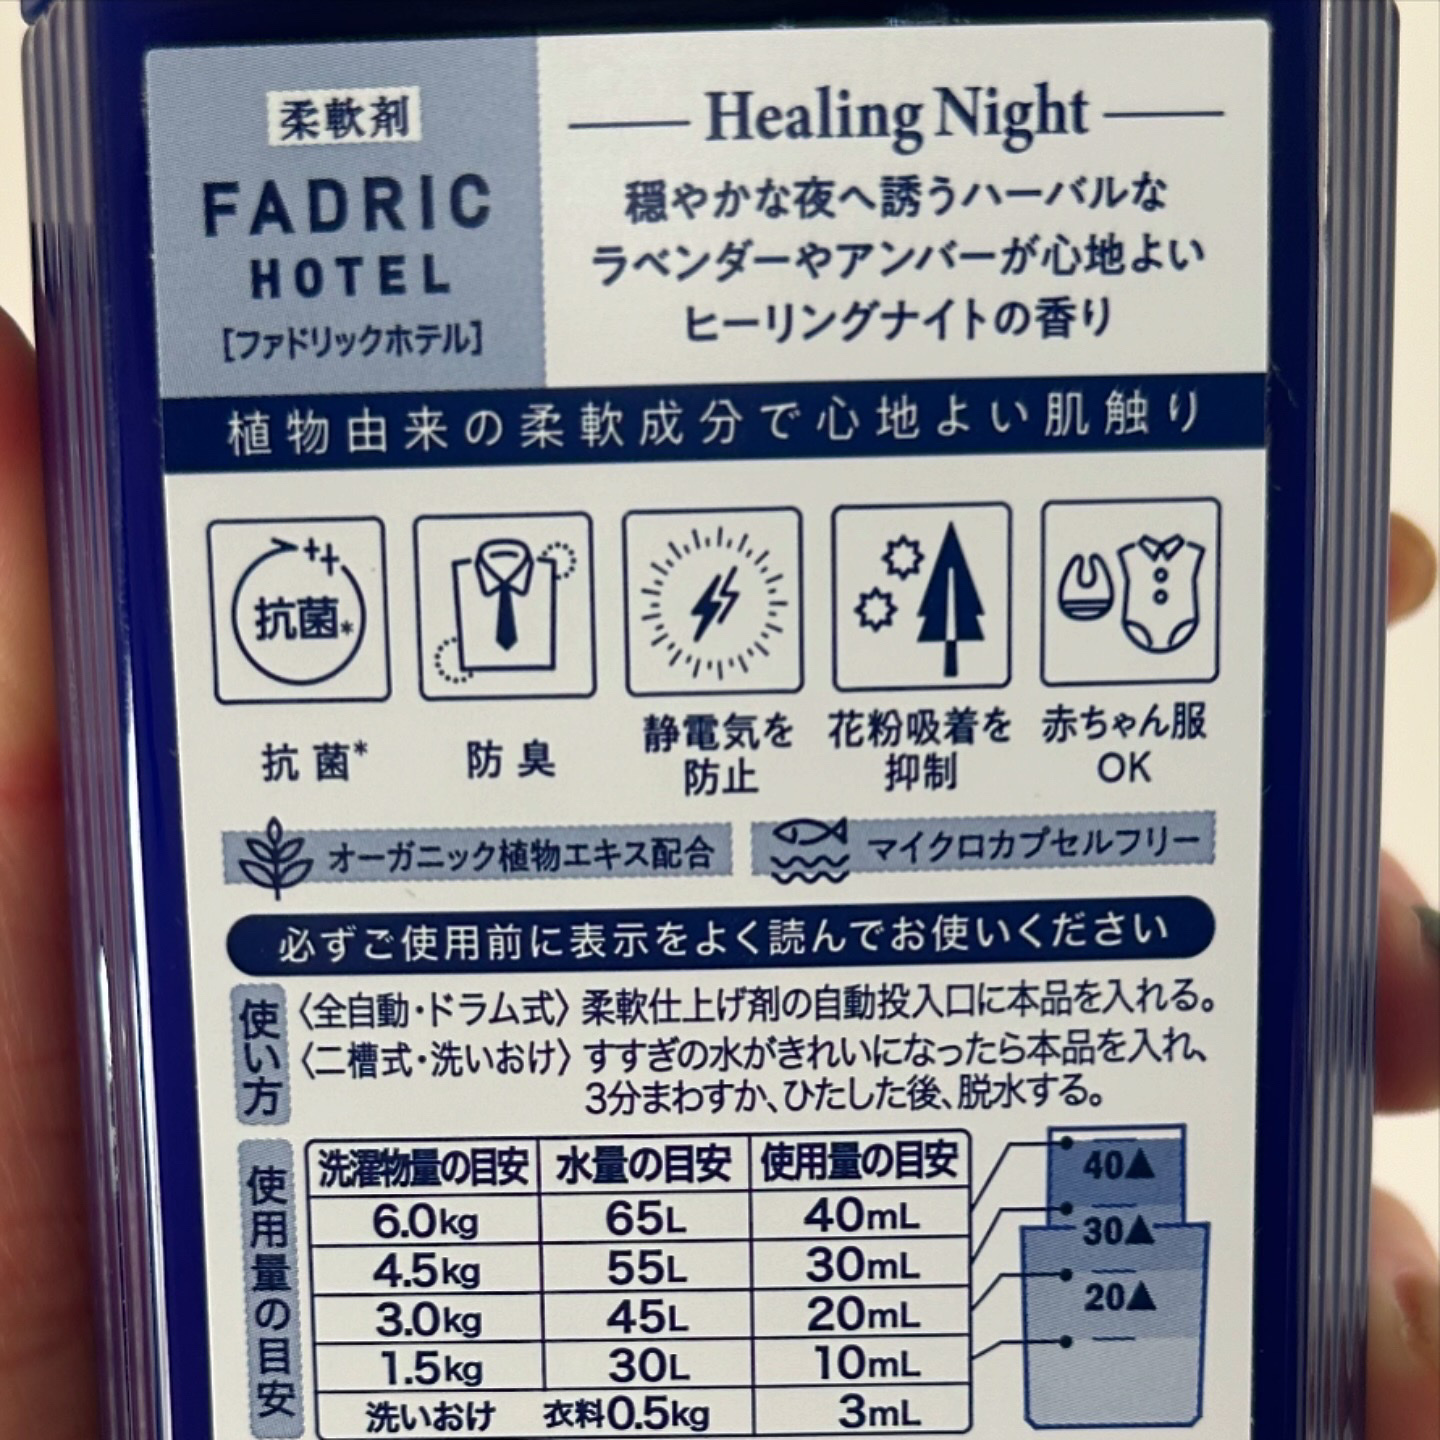 柔軟剤
FADRIC
HOTEL
[ファドリックホテル]
Healing Night
穏やかな夜へ誘うハーバルな
ラベンダーやアンバーが心地よい
ヒーリングナイトの香り
植物由来の柔軟成分で心地よい肌触り
抗菌*
抗菌*
防臭
静電気を
防止
花粉吸着を
抑制
赤ちゃん服
OK
オーガニック植物エキス配合
マイクロカプセルフリー
必ずご使用前に表示をよく読んでお使いください
使い方
〈全自動・ドラム式〉柔軟仕上げ剤の自動投入口に本品を入れる。
〈二槽式・洗いおけ〉すすぎの水がきれいになったら本品を入れ、
3分まわすか、ひたした後、脱水する。
使用量の目安
洗濯物量の目安 水量の目安 使用量の目安
6.0kg 65L 40mL
4.5kg 55L 30mL
3.0kg 45L 20mL
1.5kg 30L 10mL
洗いおけ 衣料0.5kg 3mL
40▲
30▲
20▲